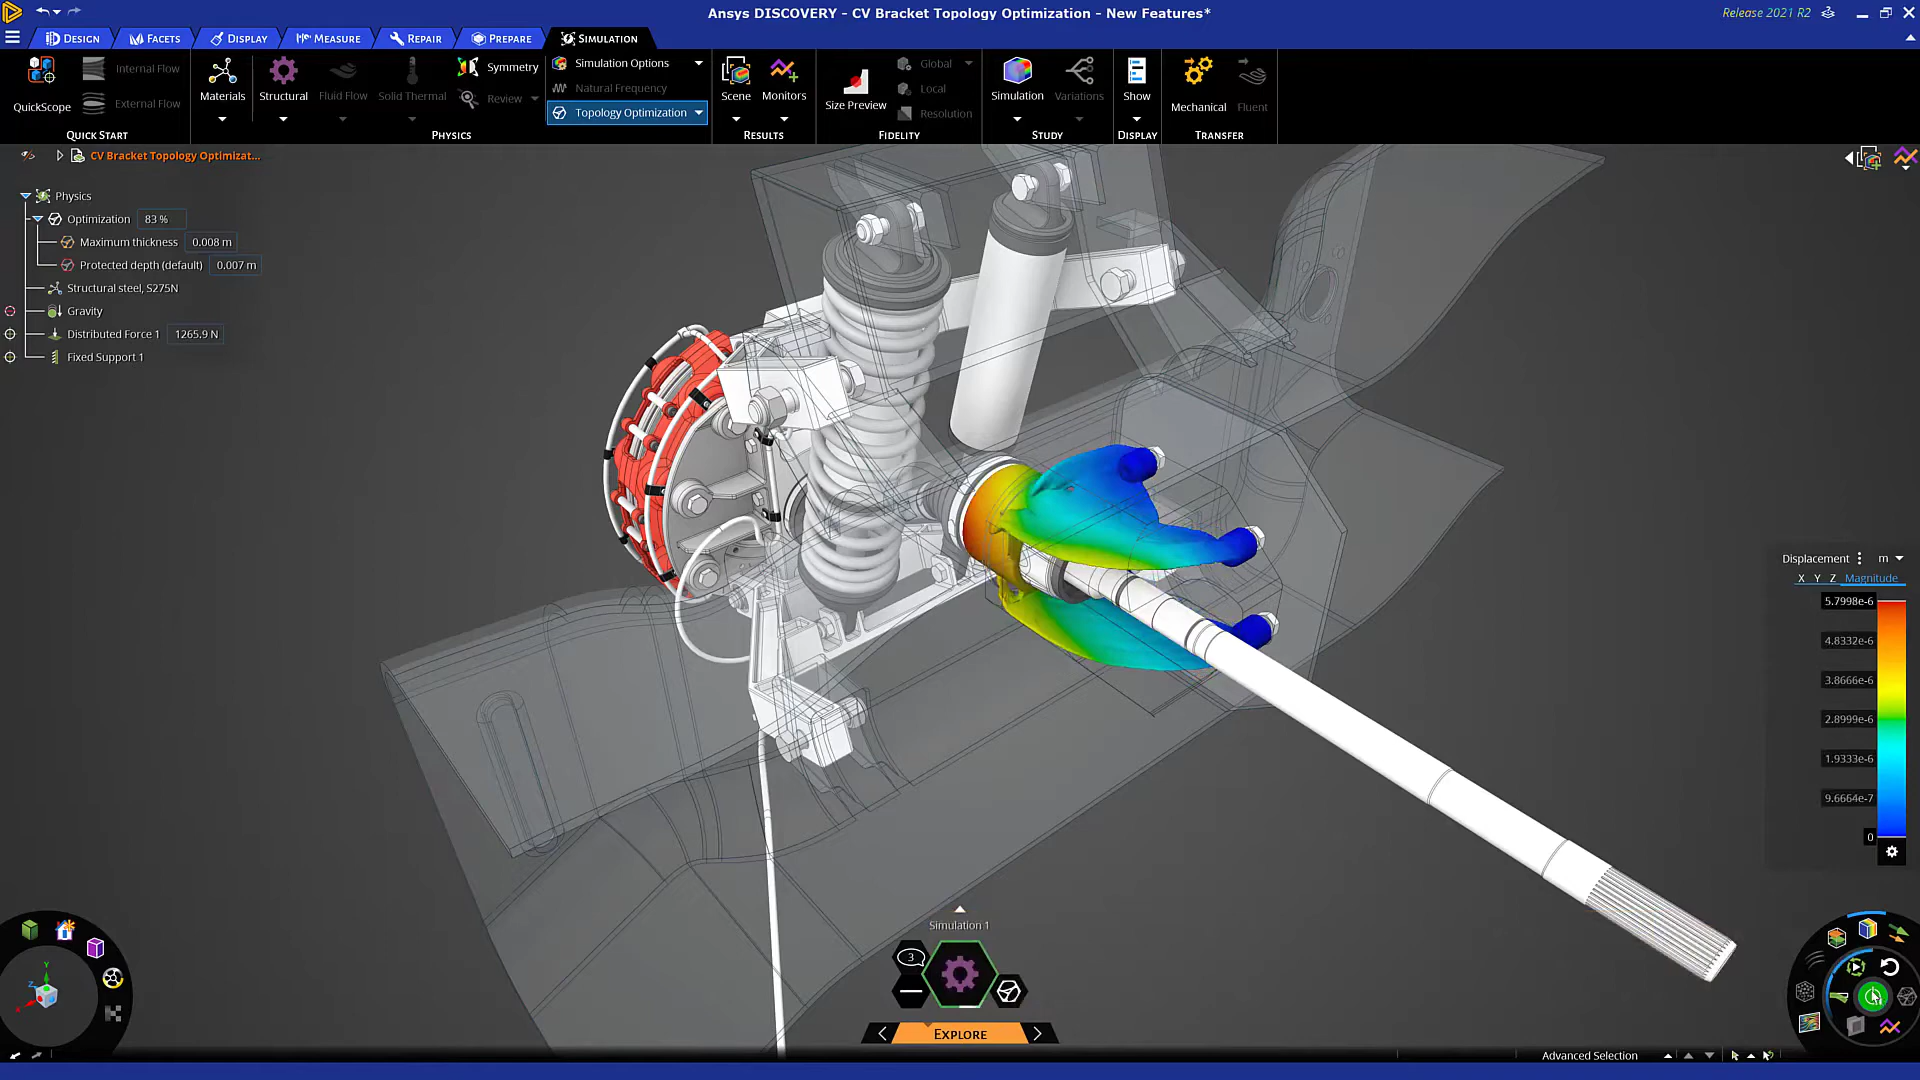 Ansys DISCOVERY - CV Bracket Topology Optimization - New Features*
Release 2021 R2
DESIGN
FACETS
DISPLAY
MEASURE
REPAIR
PREPARE
SIMULATION
QuickScope
Internal Flow
External Flow
QUICK START
Materials
Structural
Fluid Flow
Solid Thermal
Symmetry
Review
Simulation Options
Natural Frequency
Topology Optimization
PHYSICS
Scene
Monitors
RESULTS
Size Preview
Global
Local
Resolution
FIDELITY
Simulation
Variations
STUDY
Show
DISPLAY
Mechanical
Fluent
TRANSFER
CV Bracket Topology Optimizat...
Physics
Optimization 83 %
Maximum thickness 0.008 m
Protected depth (default) 0.007 m
Structural steel, S275N
Gravity
Distributed Force 1 1265.9 N
Fixed Support 1
Displacement m
X Y Z Magnitude
5.7998e-6
4.8332e-6
3.8666e-6
2.8999e-6
1.9333e-6
9.6664e-7
0
Simulation 1
3
EXPLORE
Y
Z
X
Advanced Selection